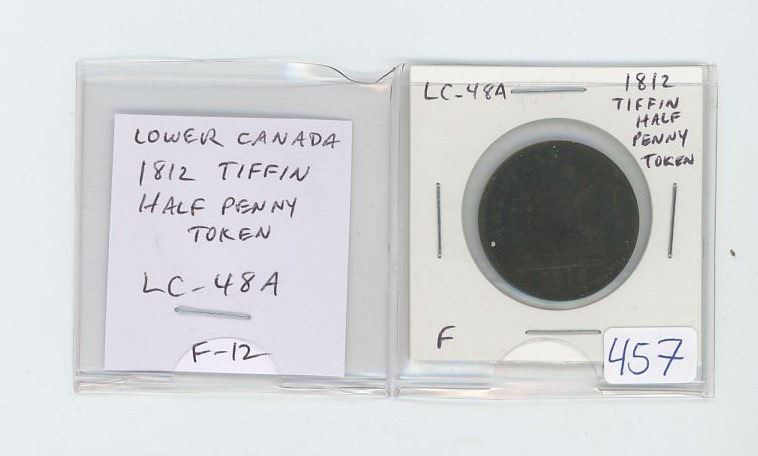 LOWER CANADA
1812 TIFFIN
HALF PENNY
TOKEN
LC-48A
F-12
LC-48A
1812
TIFFIN
HALF
PENNY
TOKEN
F
457